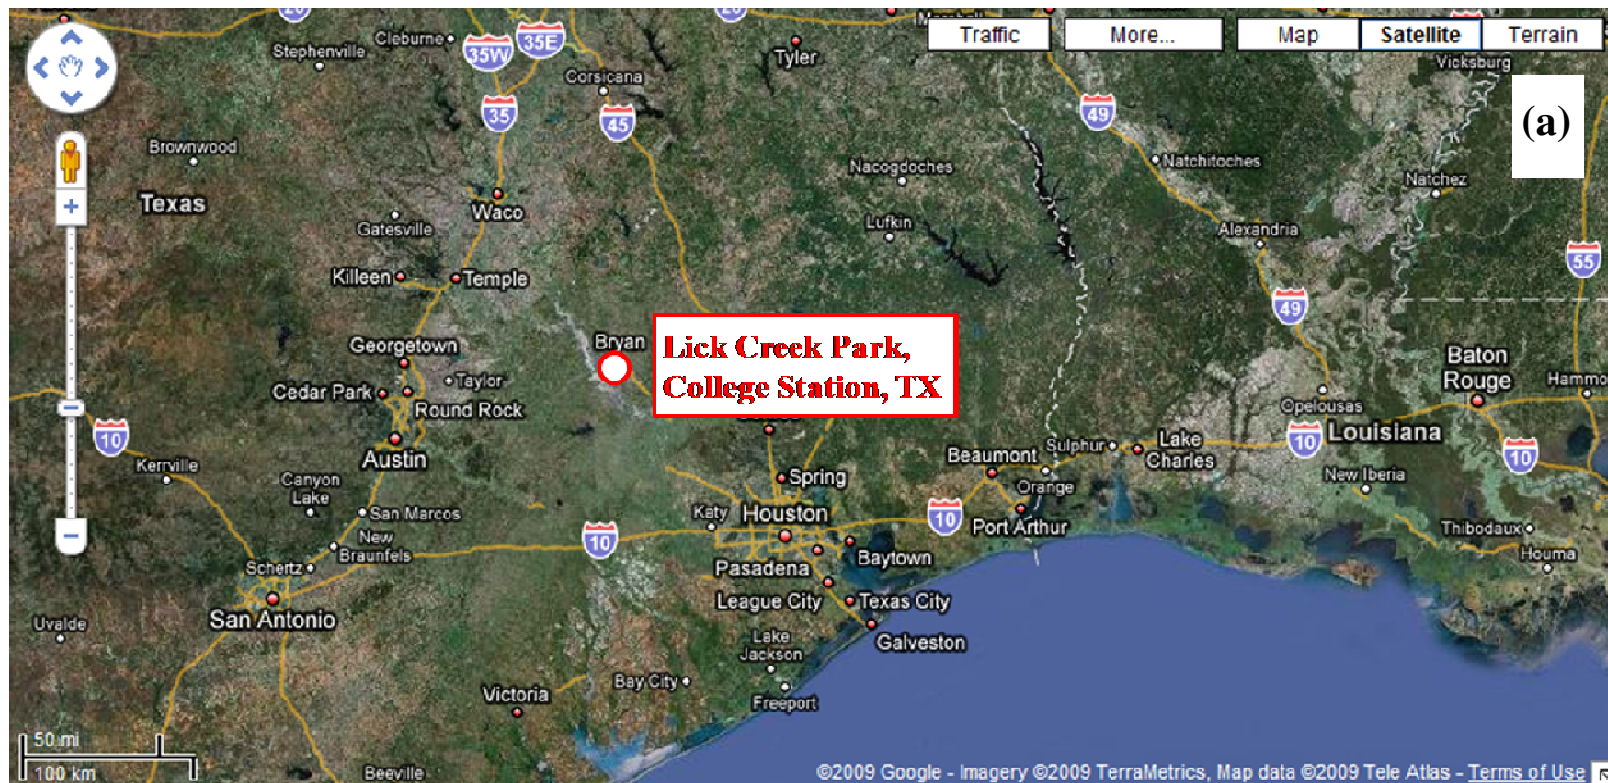 Traffic
More...
Map
Satellite
Terrain
(a)
20
20
Stephenville
Cleburne
35W
35E
Corsicana
Tyler
Vicksburg
35
45
49
Brownwood
Nacogdoches
Natchitoches
Natchez
Texas
Waco
Gatesville
Lufkin
Alexandria
Killeen
Temple
55
49
Bryan
Lick Creek Park,
College Station, TX
Georgetown
Taylor
Cedar Park
Round Rock
Baton
Rouge
Hammo
Opelousas
10
Austin
Kerrville
Canyon
Lake
San Marcos
New
Braunfels
Schertz
San Antonio
Uvalde
Spring
Katy
Houston
10
Pasadena
Baytown
League City
Texas City
Galveston
Lake
Jackson
Bay City
Freeport
Victoria
Beeville
Beaumont
Sulphur
Lake
Charles
Orange
10
Port Arthur
10
Louisiana
10
New Iberia
Thibodaux
Houma
50 mi
100 km
©2009 Google - Imagery ©2009 TerraMetrics, Map data ©2009 Tele Atlas - Terms of Use